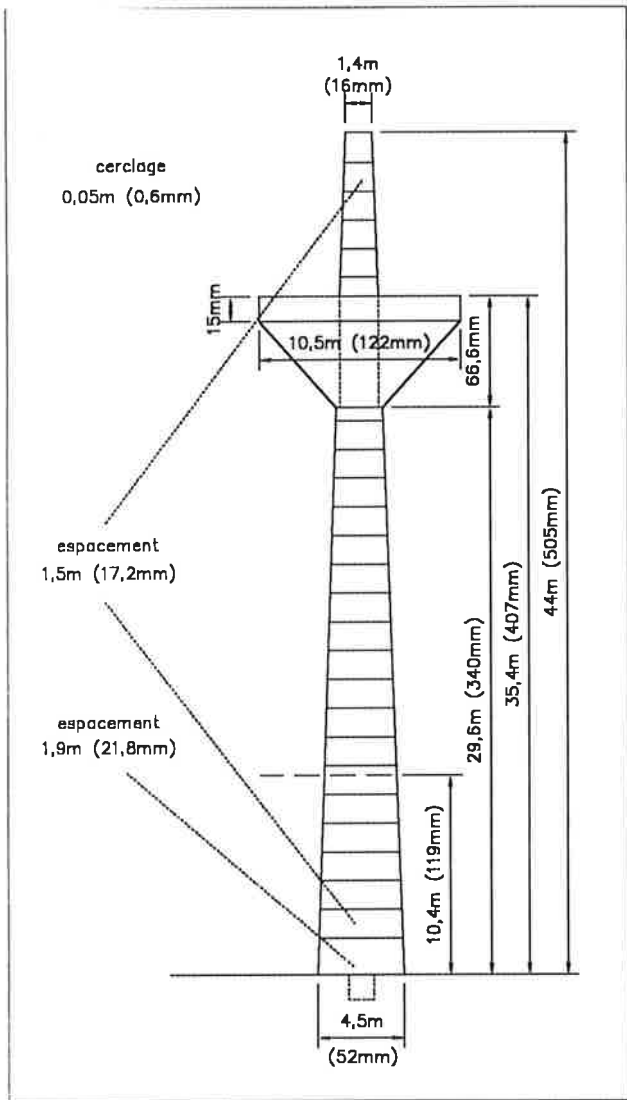 1,4m
(16mm)
cerclage
0,05m (0,6mm)
15mm
10,5m (122mm)
66,6mm
espacement
1,5m (17,2mm)
espacement
1,9m (21,8mm)
10,4m (119mm)
29,6m (340mm)
35,4m (407mm)
44m (505mm)
4,5m
(52mm)